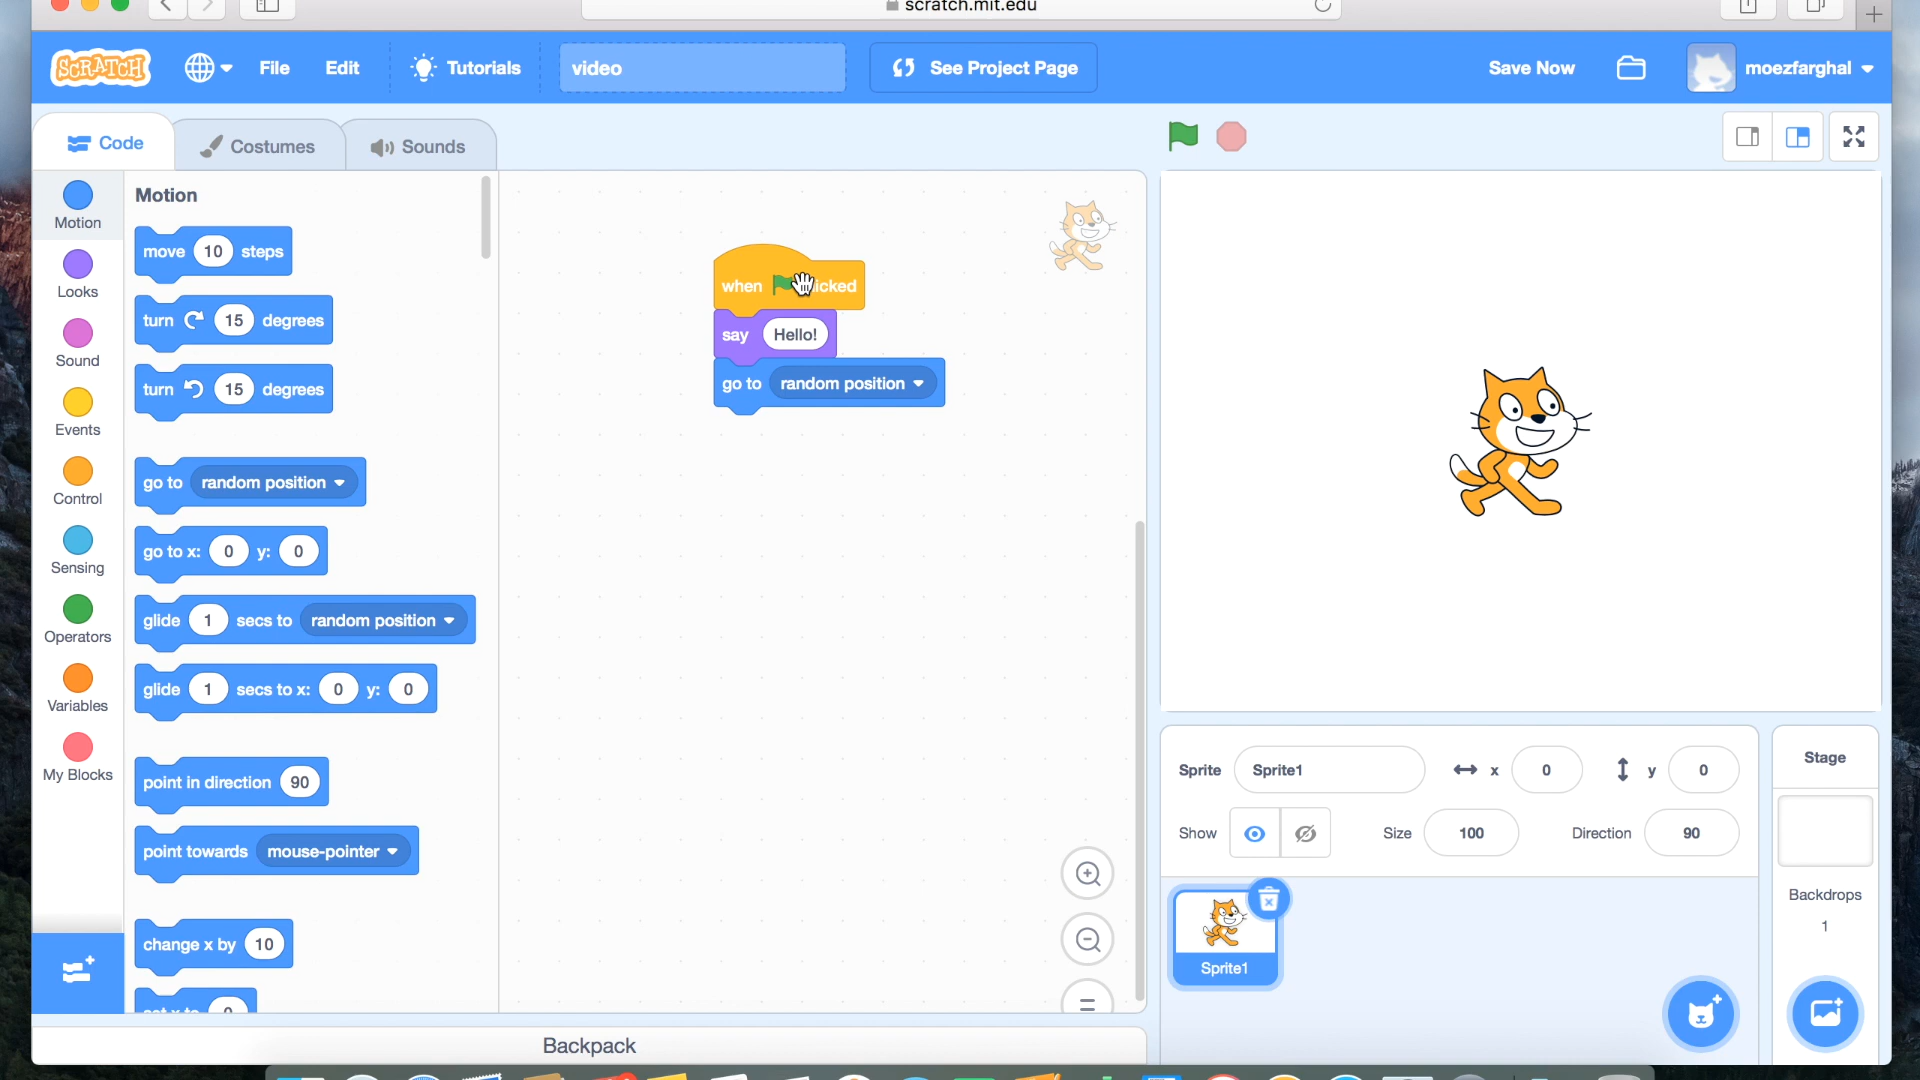 scratch.mit.edu
SCRATCH
File
Edit
Tutorials
video
See Project Page
Save Now
moezfarghal
Code
Costumes
Sounds
Motion
Looks
Sound
Events
Control
Sensing
Operators
Variables
My Blocks
Motion
move 10 steps
turn 15 degrees
turn 15 degrees
go to random position
go to x: 0 y: 0
glide 1 secs to random position
glide 1 secs to x: 0 y: 0
point in direction 90
point towards mouse-pointer
change x by 10
set x to 0
when icked
say Hello!
go to random position
Backpack
Sprite Sprite1 x 0 y 0
Show Size 100 Direction 90
Sprite1
Stage
Backdrops
1